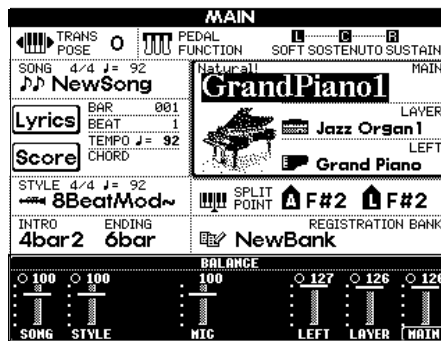 MAIN
TRANS POSE 0
PEDAL FUNCTION
L C R
SOFT SOSTENUTO SUSTAIN
SONG 4/4 ♩= 92
NewSong
Natural! MAIN
GrandPiano1
Lyrics
BAR 001
BEAT 1
LAYER
Jazz Organ1
TEMPO ♩= 92
Score
CHORD
LEFT
Grand Piano
STYLE 4/4 ♩= 92
8BeatMod~
SPLIT POINT A F#2 L F#2
INTRO ENDING
4bar2 6bar
REGISTRATION BANK
NewBank
BALANCE
100 100 100 127 126 126
SONG STYLE MIC LEFT LAYER MAIN